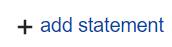 + add statement